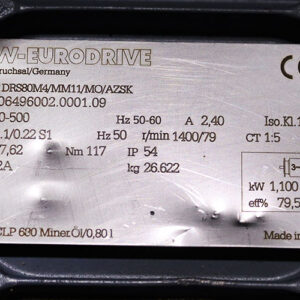 W-EURODRIVE
ruchsal/Germany
DRS80M4/MM11/MO/AZSK
06496002.0001.09
0-500 Hz 50-60 A 2,40 Iso.Kl.1
.1/0.22 S1 Hz 50 r/min 1400/79 CT 1:5
7,62 Nm 117 IP 54
2A kg 26.622 kW 1,100
eff% 79,5
CLP 680 Miner.Öl/0,80 l Made in